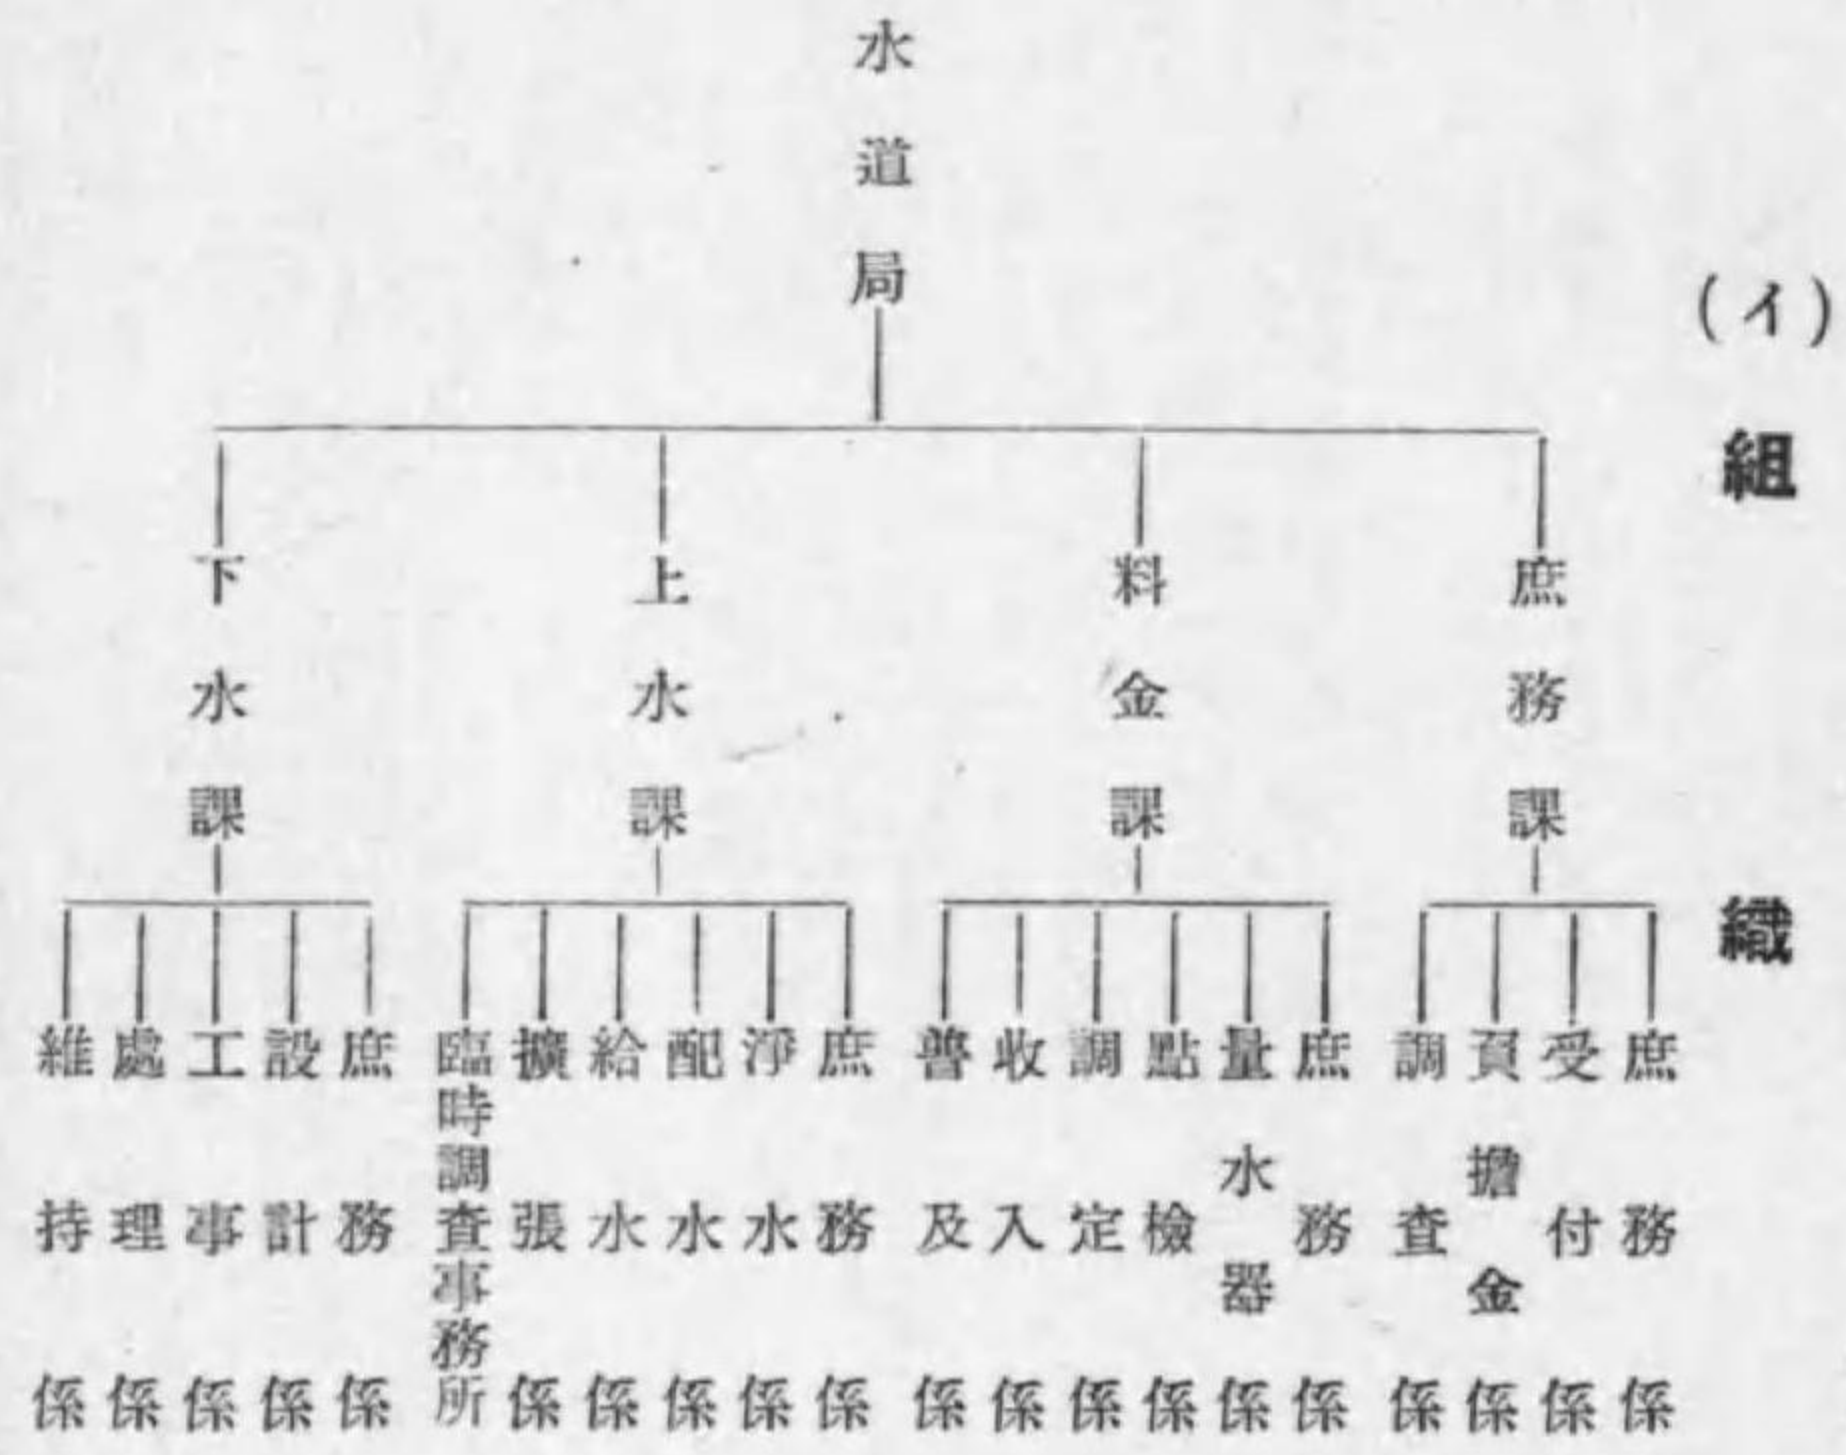 (イ)組織
水道局
庶務課
庶務係
受付係
負擔金係
調査係
料金課
庶務係
量水器係
點檢係
調定係
收入係
普及係
上水課
庶務係
淨水係
配水係
給水係
擴張係
臨時調査事務所
下水課
庶務係
設計係
工事係
處理係
維持係